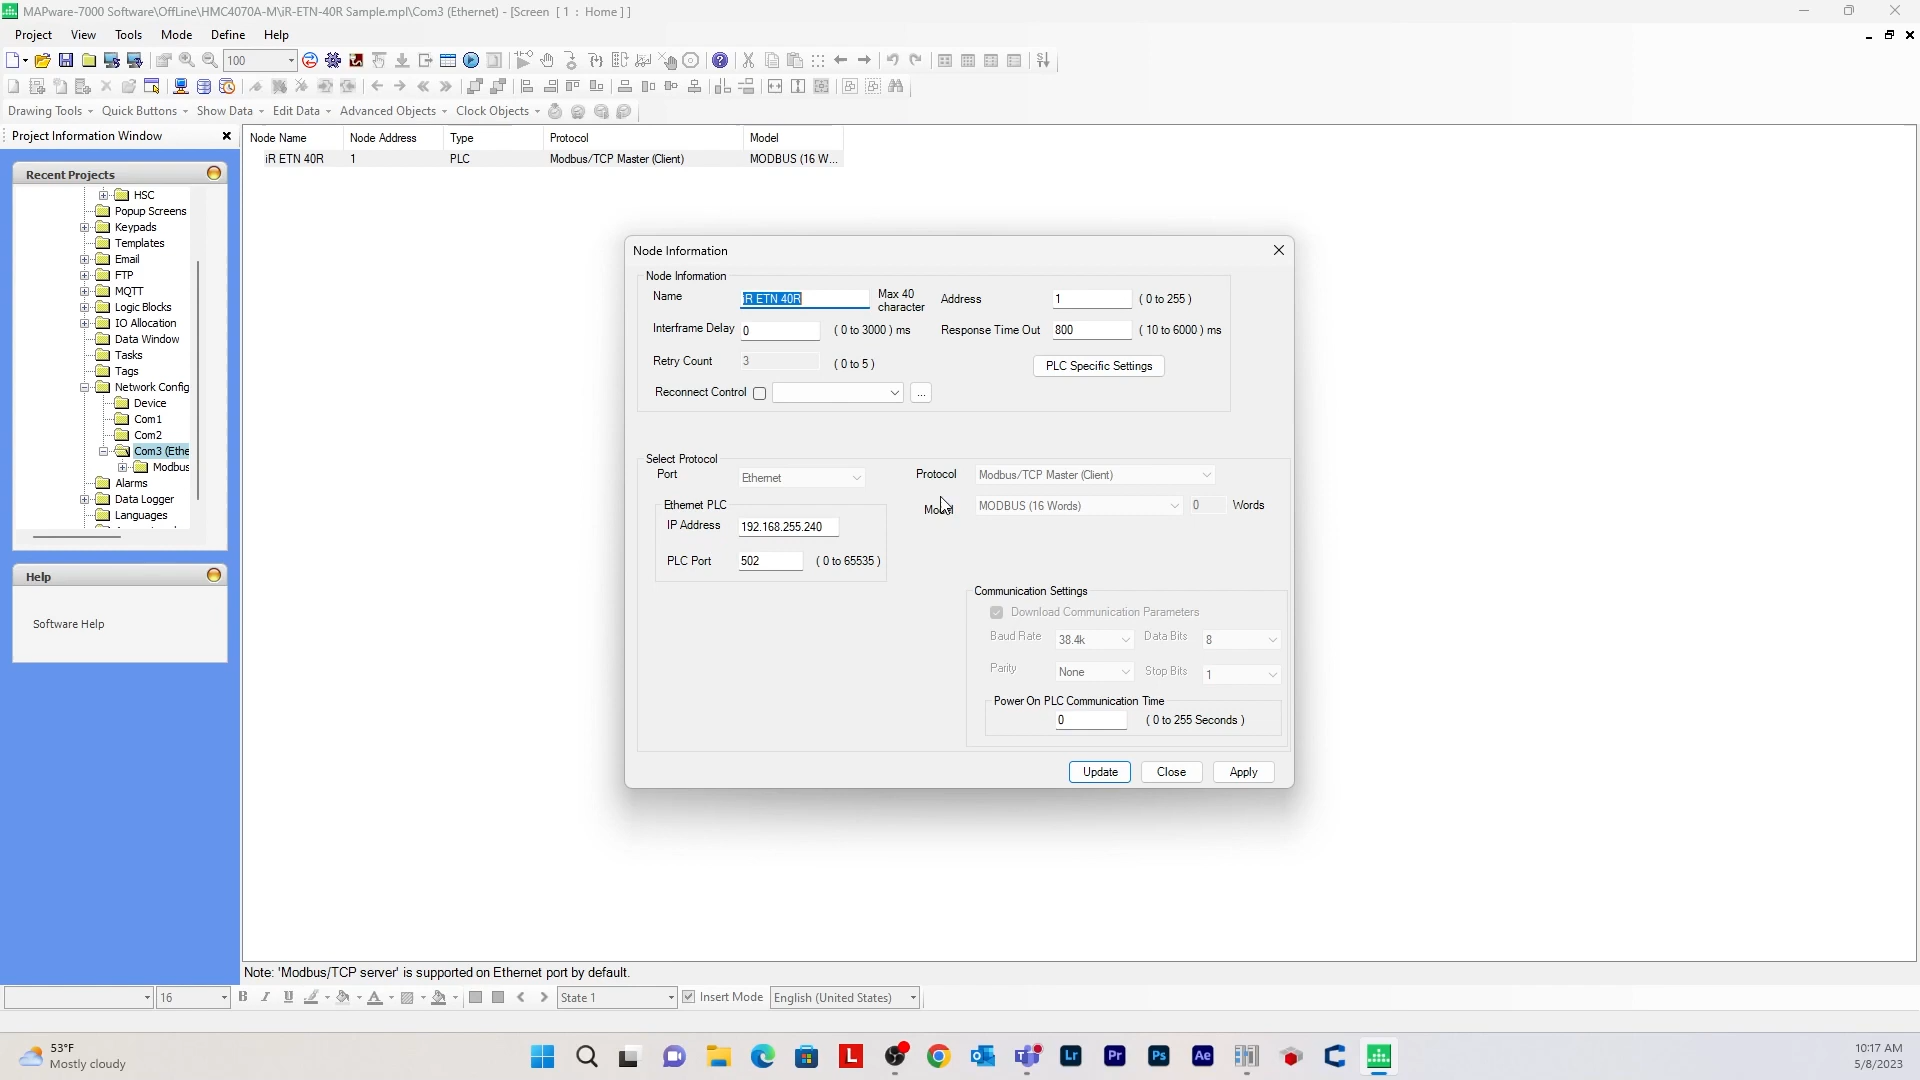 MAPware-7000 Software\OffLine\HMC4070A-M\iR-ETN-40R Sample.mpl\Com3 (Ethernet) - [Screen [ 1 : Home ] ]
Project View Tools Mode Define Help
100
Drawing Tools Quick Buttons Show Data Edit Data Advanced Objects Clock Objects
Project Information Window
Node Name Node Address Type Protocol Model
iR ETN 40R 1 PLC Modbus/TCP Master (Client) MODBUS (16 W...
Recent Projects
HSC
Popup Screens
Keypads
Templates
Email
FTP
MQTT
Logic Blocks
IO Allocation
Data Window
Tasks
Tags
Network Config
Device
Com1
Com2
Com3 (Ethe
Modbus
Alarms
Data Logger
Languages
Help
Software Help
Node Information
Node Information
Name iR ETN 40R Max 40 character Address 1 ( 0 to 255 )
Interframe Delay 0 ( 0 to 3000 ) ms Response Time Out 800 ( 10 to 6000 ) ms
Retry Count 3 ( 0 to 5 ) PLC Specific Settings
Reconnect Control ...
Select Protocol
Port Ethernet Protocol Modbus/TCP Master (Client)
Model MODBUS (16 Words) 0 Words
Ethernet PLC
IP Address 192.168.255.240
PLC Port 502 ( 0 to 65535 )
Communication Settings
Download Communication Parameters
Baud Rate 38.4k Data Bits 8
Parity None Stop Bits 1
Power On PLC Communication Time
0 ( 0 to 255 Seconds )
Update Close Apply
Note: 'Modbus/TCP server' is supported on Ethernet port by default.
16 B I U A State 1 Insert Mode English (United States)
53°F
Mostly cloudy
L Lr Pr Ps Ae
10:17 AM
5/8/2023